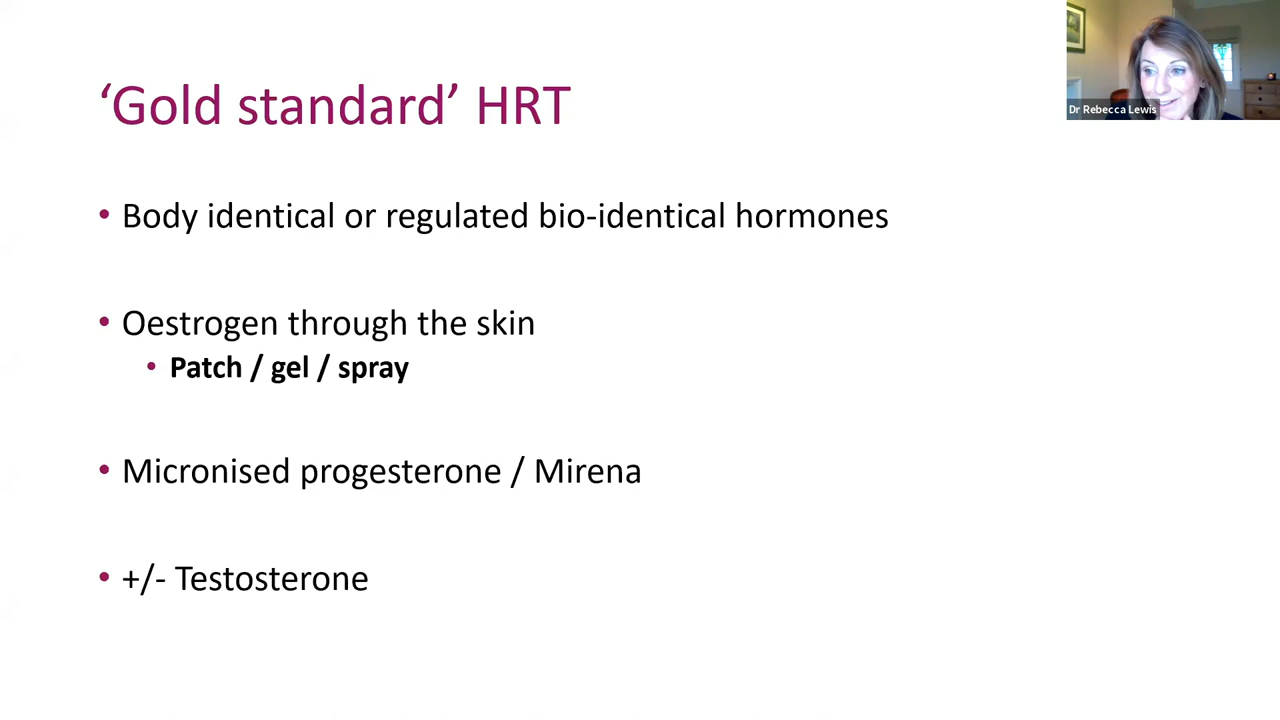 ‘Gold standard’ HRT
• Body identical or regulated bio-identical hormones
• Oestrogen through the skin
• Patch / gel / spray
• Micronised progesterone / Mirena
• +/- Testosterone
Dr Rebecca Lewis